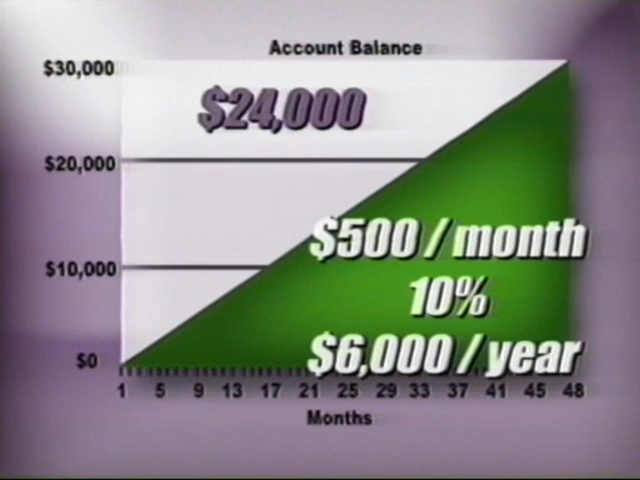 Account Balance
$30,000
$24,000
$20,000
$500 / month
$10,000
10%
$6,000 / year
$0
1 5 9 13 17 21 25 29 33 37 41 45 48
Months